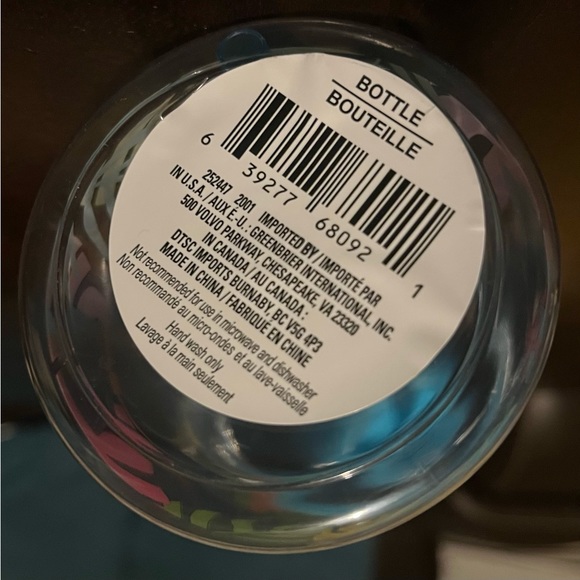 BOTTLE
BOUTEILLE
6 39277 68092 1
252447 2001 IMPORTED BY / IMPORTÉ PAR
IN U.S.A. / AUX E.-U. : GREENBRIER INTERNATIONAL, INC.
500 VOLVO PARKWAY, CHESAPEAKE, VA 23320
IN CANADA / AU CANADA :
DTSC IMPORTS BURNABY, BC V5G 4P3
MADE IN CHINA / FABRIQUE EN CHINE
Not recommended for use in microwave and dishwasher
Non recommandé au micro-ondes et au lave-vaisselle
Hand wash only
Lavage à la main seulement